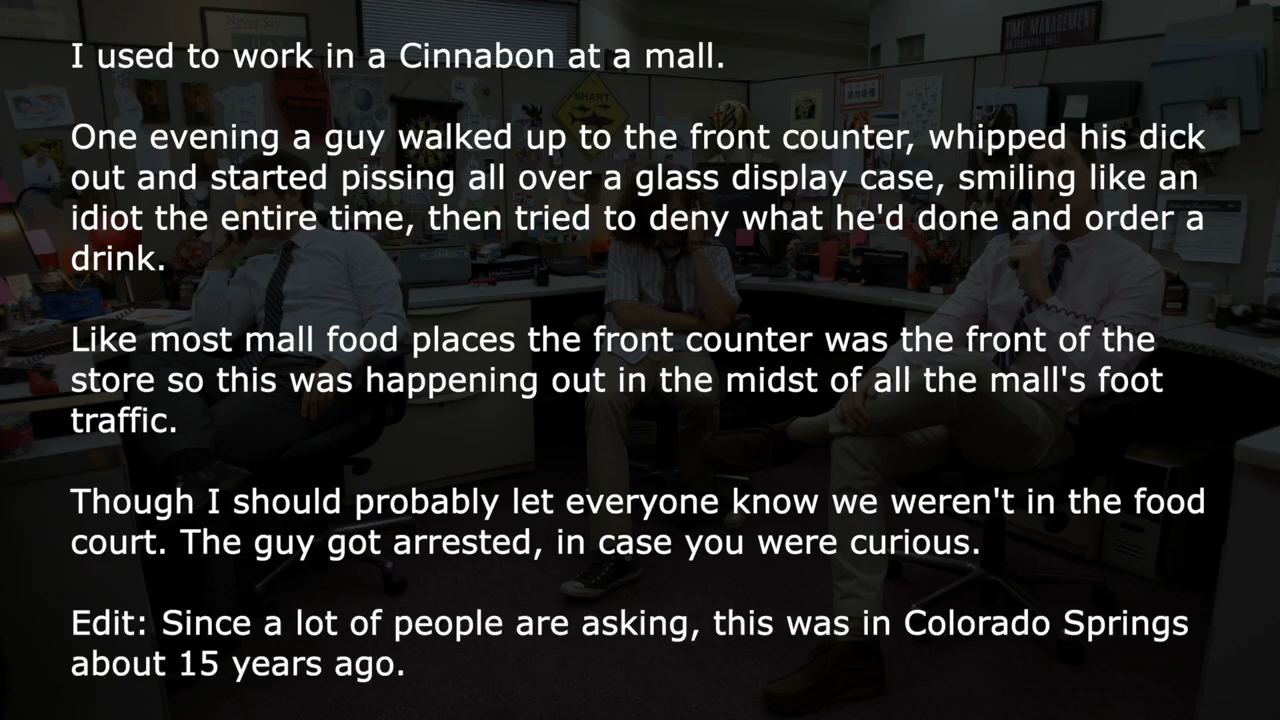 Never Say
TIME MANAGEMENT
SHART
I used to work in a Cinnabon at a mall.
One evening a guy walked up to the front counter, whipped his dick
out and started pissing all over a glass display case, smiling like an
idiot the entire time, then tried to deny what he'd done and order a
drink.
Like most mall food places the front counter was the front of the
store so this was happening out in the midst of all the mall's foot
traffic.
Though I should probably let everyone know we weren't in the food
court. The guy got arrested, in case you were curious.
Edit: Since a lot of people are asking, this was in Colorado Springs
about 15 years ago.